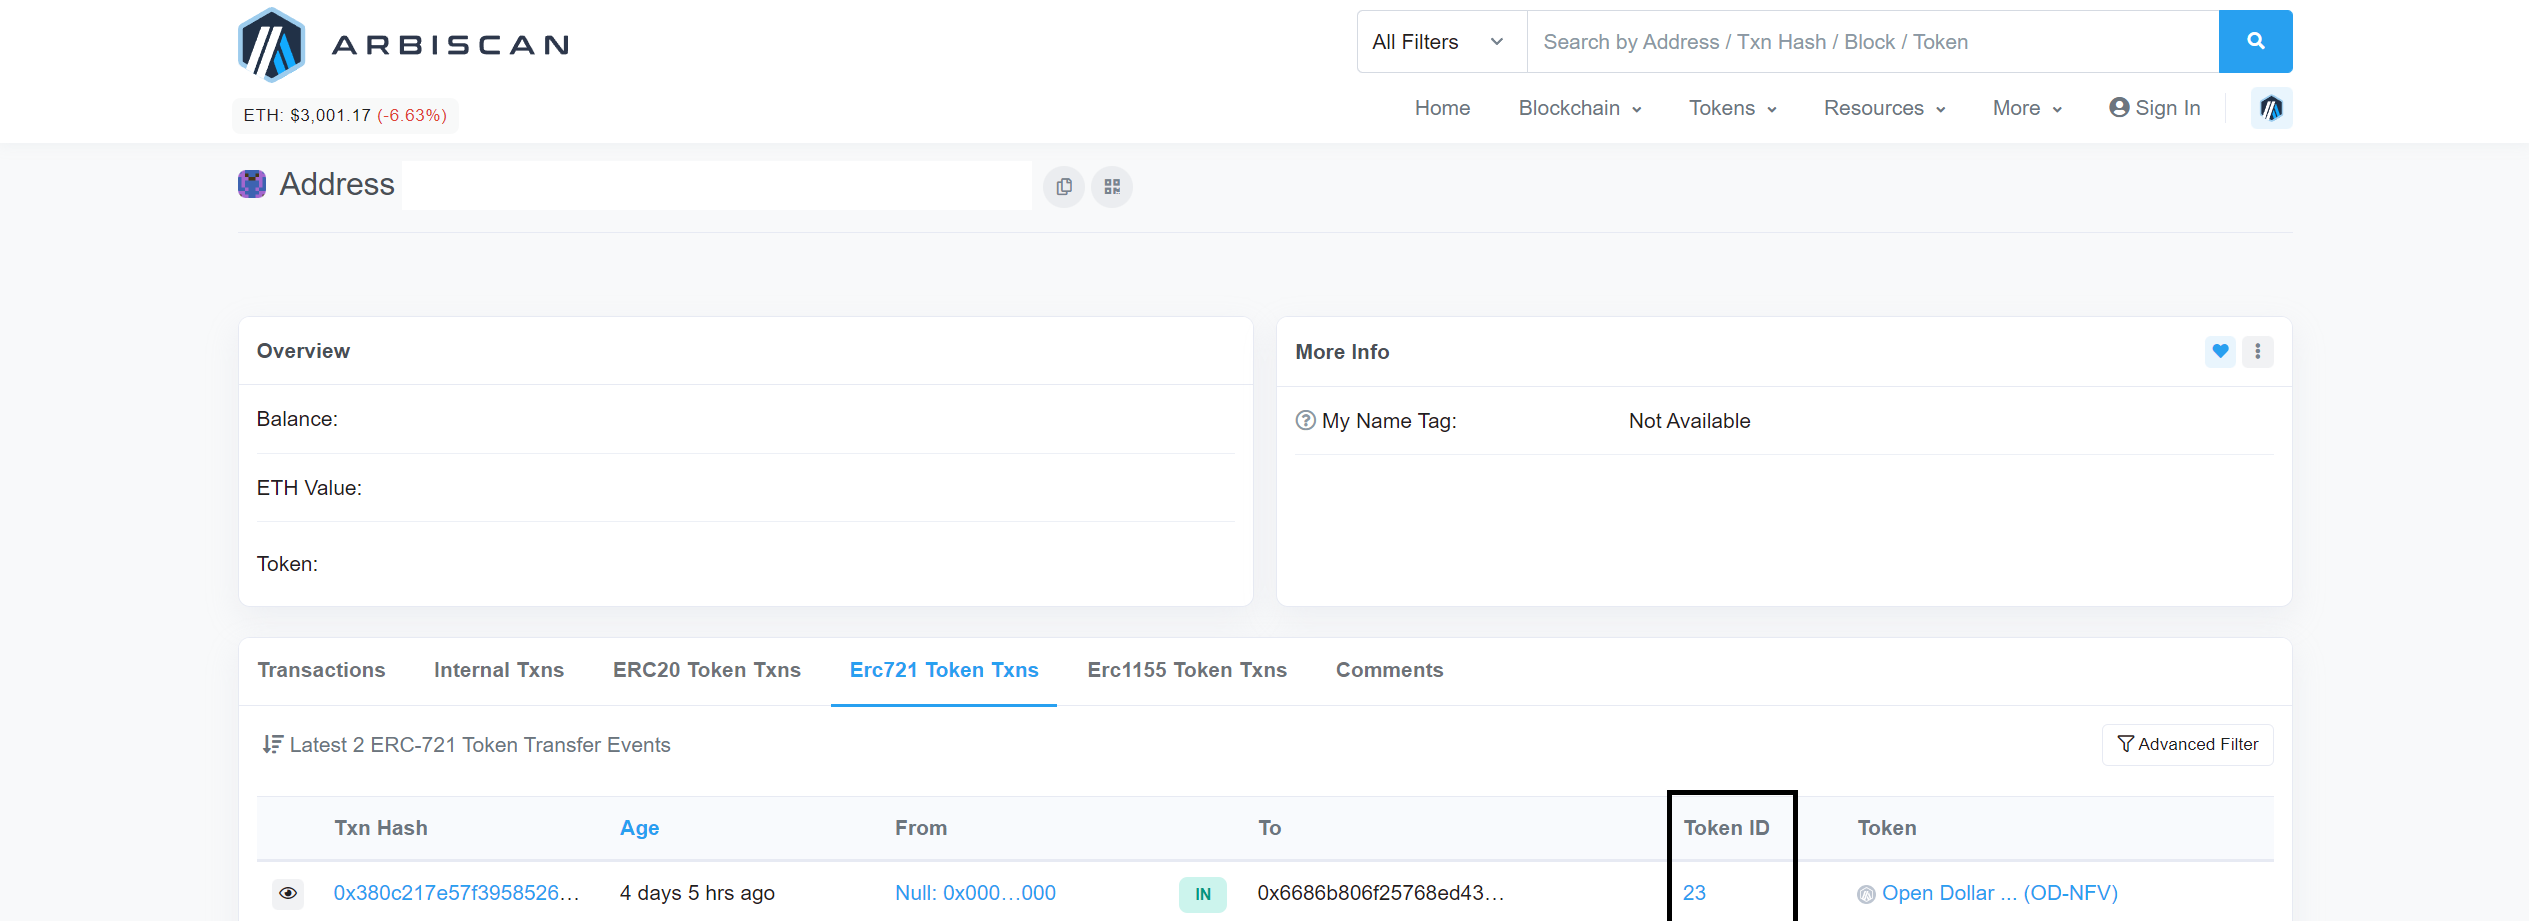 ARBISCAN
All Filters
Search by Address / Txn Hash / Block / Token
ETH: $3,001.17 (-6.63%)
Home Blockchain Tokens Resources More Sign In
Address
Overview
Balance:
ETH Value:
Token:
More Info
My Name Tag: Not Available
Transactions Internal Txns ERC20 Token Txns Erc721 Token Txns Erc1155 Token Txns Comments
Latest 2 ERC-721 Token Transfer Events
Advanced Filter
Txn Hash Age From To Token ID Token
0x380c217e57f3958526... 4 days 5 hrs ago Null: 0x000...000 IN 0x6686b806f25768ed43... 23 Open Dollar ... (OD-NFV)